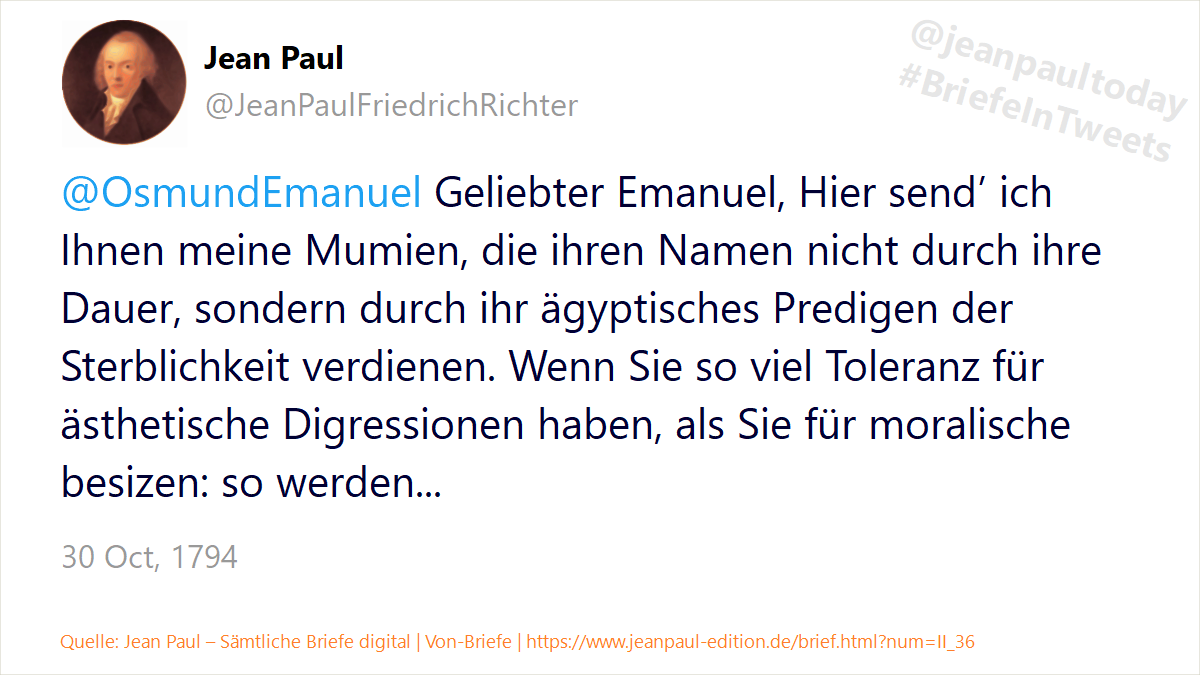 Jean Paul
@JeanPaulFriedrichRichter
@jeanpaultoday
#BriefeInTweets
@OsmundEmanuel Geliebter Emanuel, Hier send’ ich
Ihnen meine Mumien, die ihren Namen nicht durch ihre
Dauer, sondern durch ihr ägyptisches Predigen der
Sterblichkeit verdienen. Wenn Sie so viel Toleranz für
ästhetische Digressionen haben, als Sie für moralische
besizen: so werden...
30 Oct, 1794
Quelle: Jean Paul – Sämtliche Briefe digital | Von-Briefe | https://www.jeanpaul-edition.de/brief.html?num=II_36